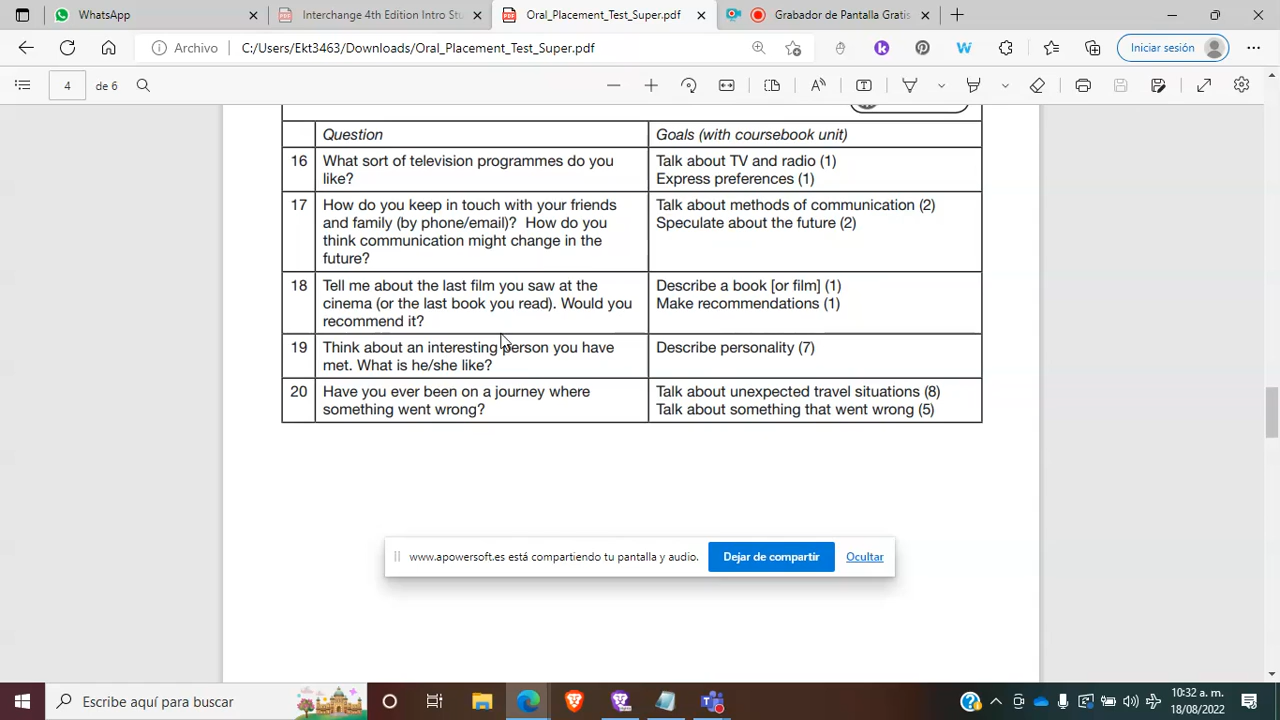 WhatsApp
Interchange 4th Edition Intro Stu
Oral_Placement_Test_Super.pdf
Grabador de Pantalla Gratis
Archivo
C:/Users/Ekt3463/Downloads/Oral_Placement_Test_Super.pdf
Iniciar sesión
4
de 6
Question
Goals (with coursebook unit)
16
What sort of television programmes do you
like?
Talk about TV and radio (1)
Express preferences (1)
17
How do you keep in touch with your friends
and family (by phone/email)? How do you
think communication might change in the
future?
Talk about methods of communication (2)
Speculate about the future (2)
18
Tell me about the last film you saw at the
cinema (or the last book you read). Would you
recommend it?
Describe a book [or film] (1)
Make recommendations (1)
19
Think about an interesting person you have
met. What is he/she like?
Describe personality (7)
20
Have you ever been on a journey where
something went wrong?
Talk about unexpected travel situations (8)
Talk about something that went wrong (5)
www.apowersoft.es está compartiendo tu pantalla y audio.
Dejar de compartir
Ocultar
Escribe aquí para buscar
10:32 a. m.
18/08/2022